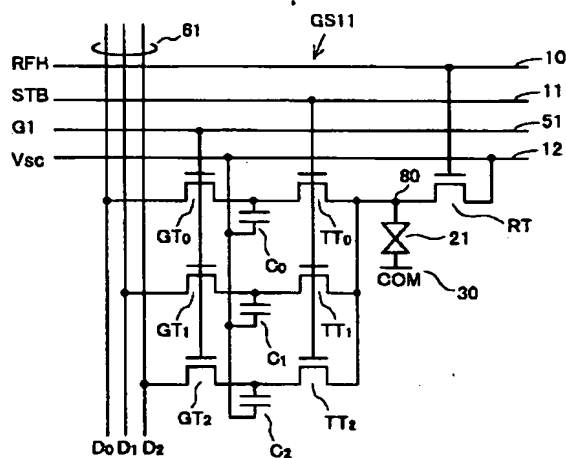 61
GS11
RFH
10
STB
11
G1
51
Vsc
12
80
GT0
TT0
RT
C0
21
COM
30
GT1
TT1
C1
GT2
TT2
C2
D0 D1 D2